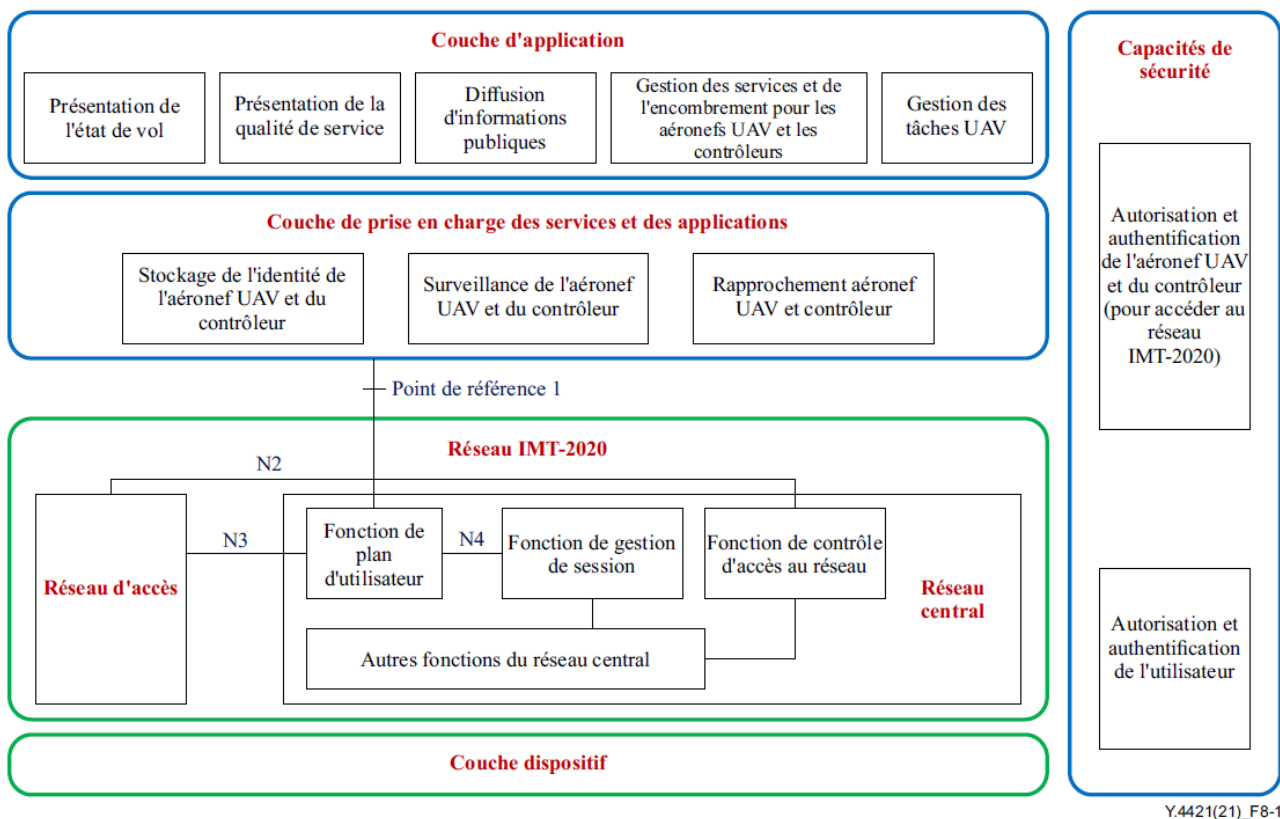 Couche d'application
Présentation de
l'état de vol
Présentation de la
qualité de service
Diffusion
d'informations
publiques
Gestion des services et de
l'encombrement pour les
aéronefs UAV et les
contrôleurs
Gestion des
tâches UAV
Couche de prise en charge des services et des applications
Stockage de l'identité de
l'aéronef UAV et du
contrôleur
Surveillance de l'aéronef
UAV et du contrôleur
Rapprochement aéronef
UAV et contrôleur
Point de référence 1
Réseau IMT-2020
N2
N3
N4
Réseau d'accès
Fonction de
plan
d'utilisateur
Fonction de gestion
de session
Fonction de contrôle
d'accès au réseau
Réseau
central
Autres fonctions du réseau central
Couche dispositif
Capacités de
sécurité
Autorisation et
authentification
de l'aéronef UAV
et du contrôleur
(pour accéder au
réseau
IMT-2020)
Autorisation et
authentification
de l'utilisateur
Y.4421(21)_F8-1